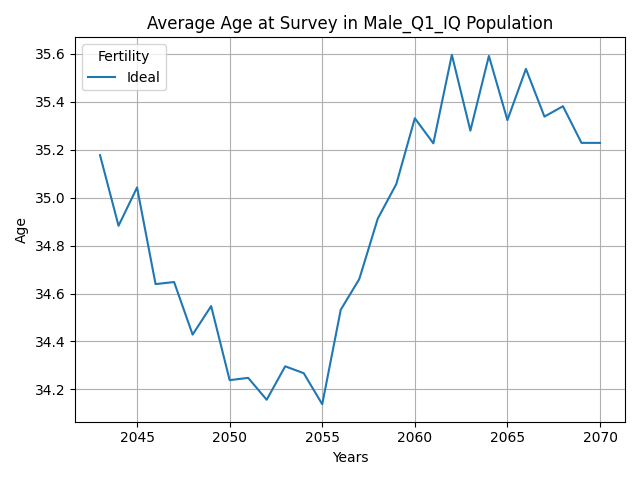 Average Age at Survey in Male_Q1_IQ Population
Fertility
Ideal
35.6
35.4
35.2
35.0
34.8
34.6
34.4
34.2
Age
2045 2050 2055 2060 2065 2070
Years